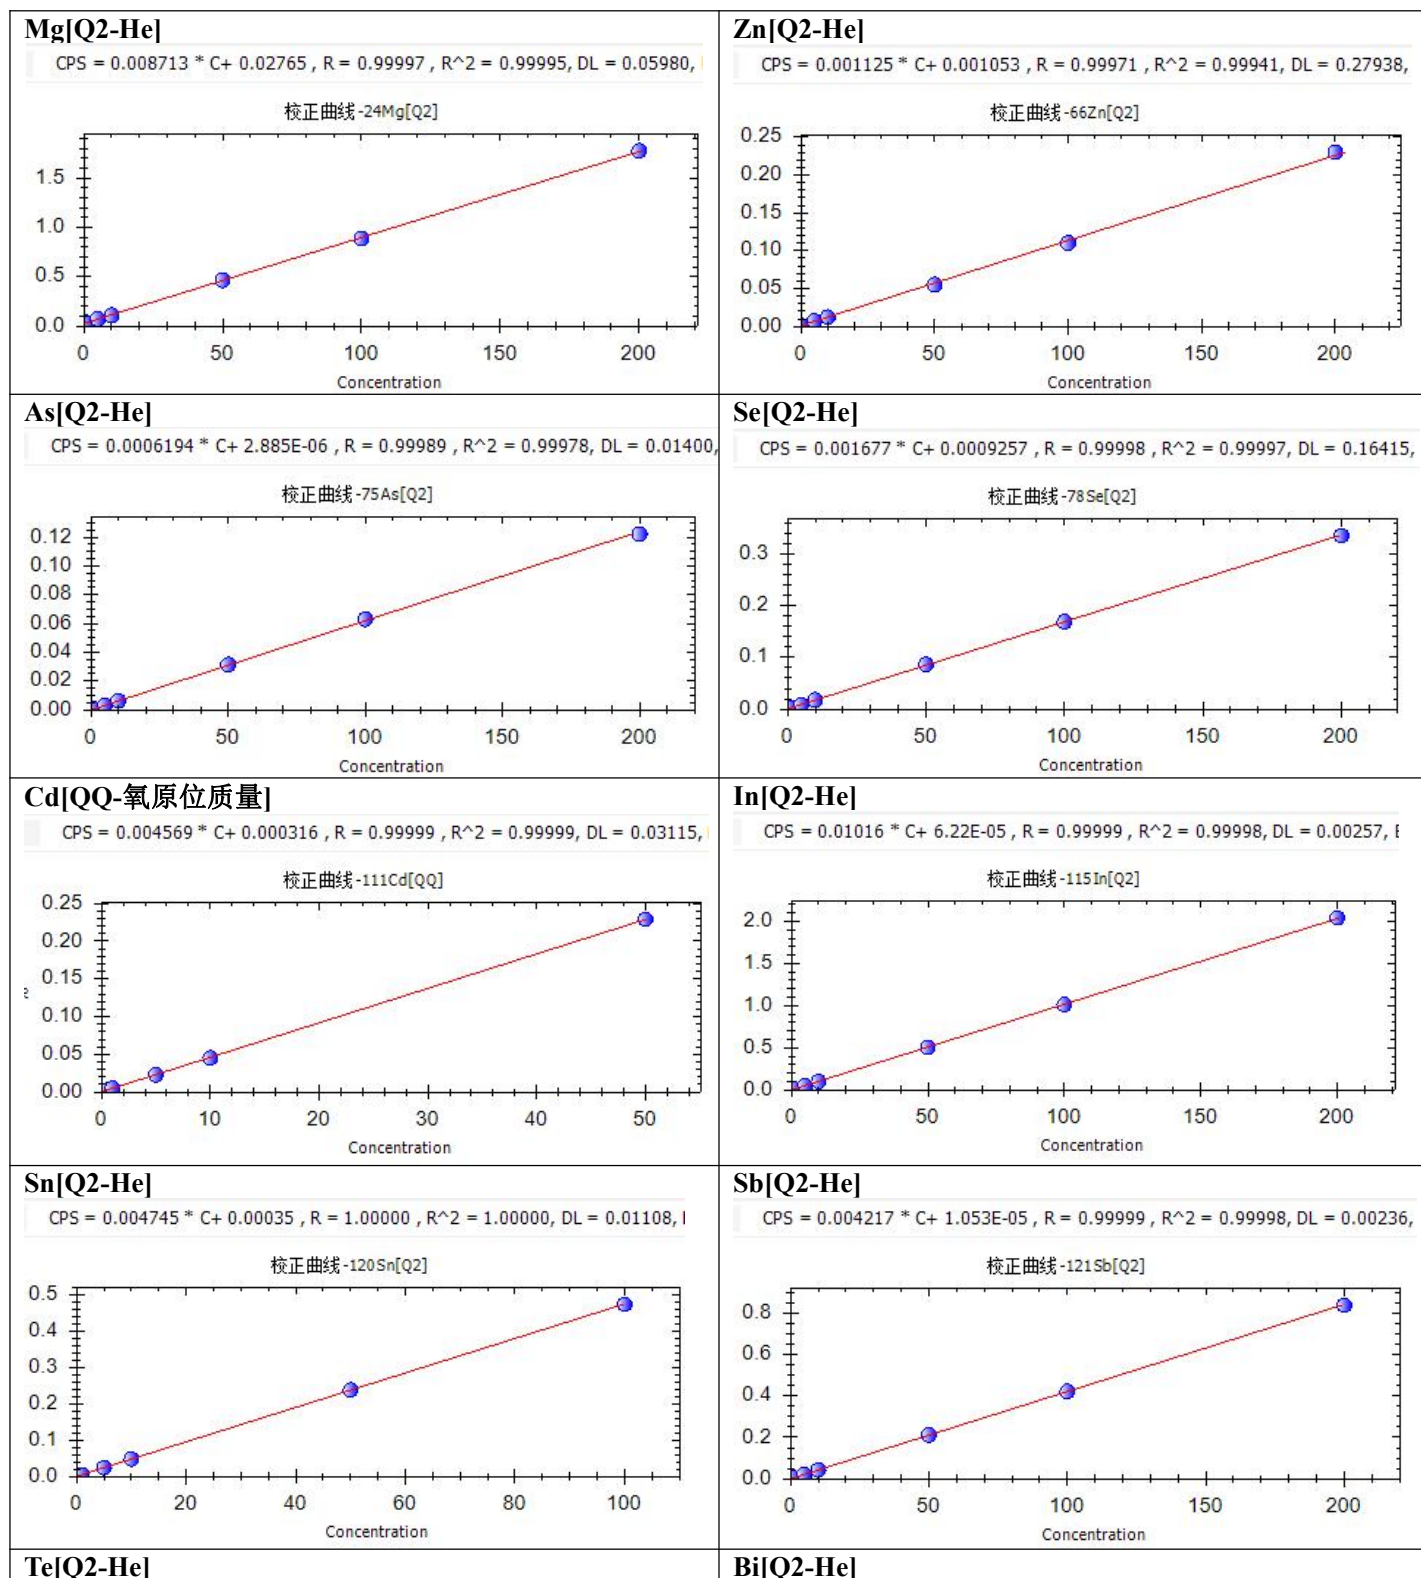 Mg[Q2-He]
CPS = 0.008713 * C+ 0.02765 , R = 0.99997 , R^2 = 0.99995, DL = 0.05980,
校正曲线-24Mg[Q2]
1.5
1.0
0.5
0.0
0 50 100 150 200
Concentration
Zn[Q2-He]
CPS = 0.001125 * C+ 0.001053 , R = 0.99971 , R^2 = 0.99941, DL = 0.27938,
校正曲线-66Zn[Q2]
0.25
0.20
0.15
0.10
0.05
0.00
0 50 100 150 200
Concentration
As[Q2-He]
CPS = 0.0006194 * C+ 2.885E-06 , R = 0.99989 , R^2 = 0.99978, DL = 0.01400,
校正曲线-75As[Q2]
0.12
0.10
0.08
0.06
0.04
0.02
0.00
0 50 100 150 200
Concentration
Se[Q2-He]
CPS = 0.001677 * C+ 0.0009257 , R = 0.99998 , R^2 = 0.99997, DL = 0.16415,
校正曲线-78Se[Q2]
0.3
0.2
0.1
0.0
0 50 100 150 200
Concentration
Cd[QQ-氧原位质量]
CPS = 0.004569 * C+ 0.000316 , R = 0.99999 , R^2 = 0.99999, DL = 0.03115,
校正曲线-111Cd[QQ]
0.25
0.20
0.15
0.10
0.05
0.00
0 10 20 30 40 50
Concentration
In[Q2-He]
CPS = 0.01016 * C+ 6.22E-05 , R = 0.99999 , R^2 = 0.99998, DL = 0.00257,
校正曲线-115In[Q2]
2.0
1.5
1.0
0.5
0.0
0 50 100 150 200
Concentration
Sn[Q2-He]
CPS = 0.004745 * C+ 0.00035 , R = 1.00000 , R^2 = 1.00000, DL = 0.01108,
校正曲线-120Sn[Q2]
0.5
0.4
0.3
0.2
0.1
0.0
0 20 40 60 80 100
Concentration
Sb[Q2-He]
CPS = 0.004217 * C+ 1.053E-05 , R = 0.99999 , R^2 = 0.99998, DL = 0.00236,
校正曲线-121Sb[Q2]
0.8
0.6
0.4
0.2
0.0
0 50 100 150 200
Concentration
Te[Q2-He]
Bi[Q2-He]